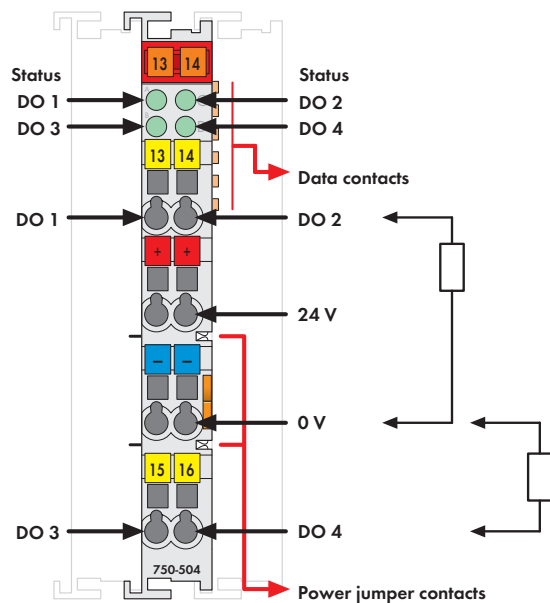 13 14
Status Status
DO 1 DO 2
DO 3 DO 4
13 14
Data contacts
DO 1 DO 2
+ +
24 V
− −
0 V
15 16
DO 3 DO 4
750-504
Power jumper contacts